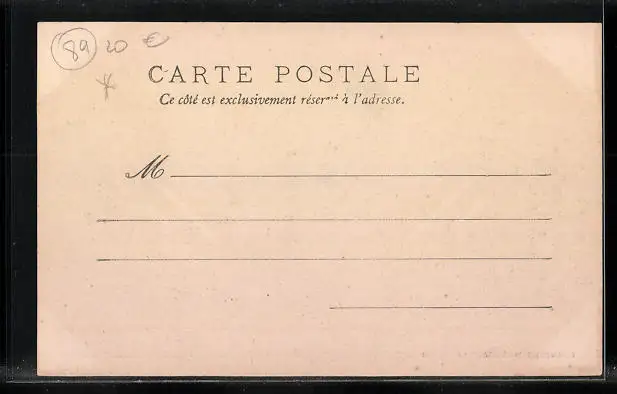 89 20 €
CARTE POSTALE
Ce côté est exclusivement réservé à l'adresse.
M